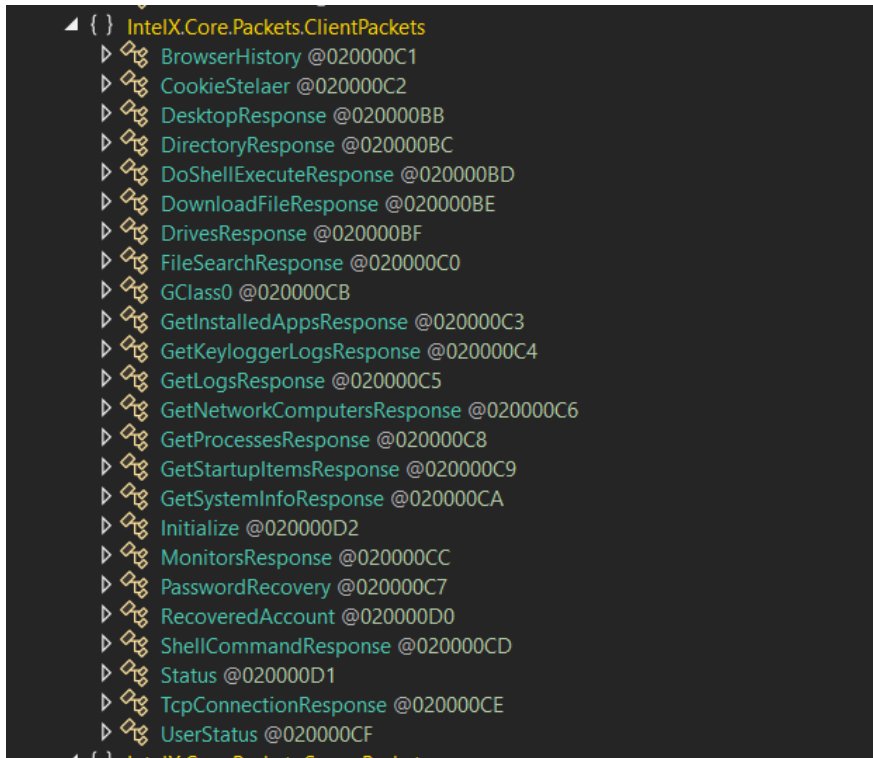 { } IntelX.Core.Packets.ClientPackets
BrowserHistory @020000C1
CookieStelaer @020000C2
DesktopResponse @020000BB
DirectoryResponse @020000BC
DoShellExecuteResponse @020000BD
DownloadFileResponse @020000BE
DrivesResponse @020000BF
FileSearchResponse @020000C0
GClass0 @020000CB
GetInstalledAppsResponse @020000C3
GetKeyloggerLogsResponse @020000C4
GetLogsResponse @020000C5
GetNetworkComputersResponse @020000C6
GetProcessesResponse @020000C8
GetStartupItemsResponse @020000C9
GetSystemInfoResponse @020000CA
Initialize @020000D2
MonitorsResponse @020000CC
PasswordRecovery @020000C7
RecoveredAccount @020000D0
ShellCommandResponse @020000CD
Status @020000D1
TcpConnectionResponse @020000CE
UserStatus @020000CF